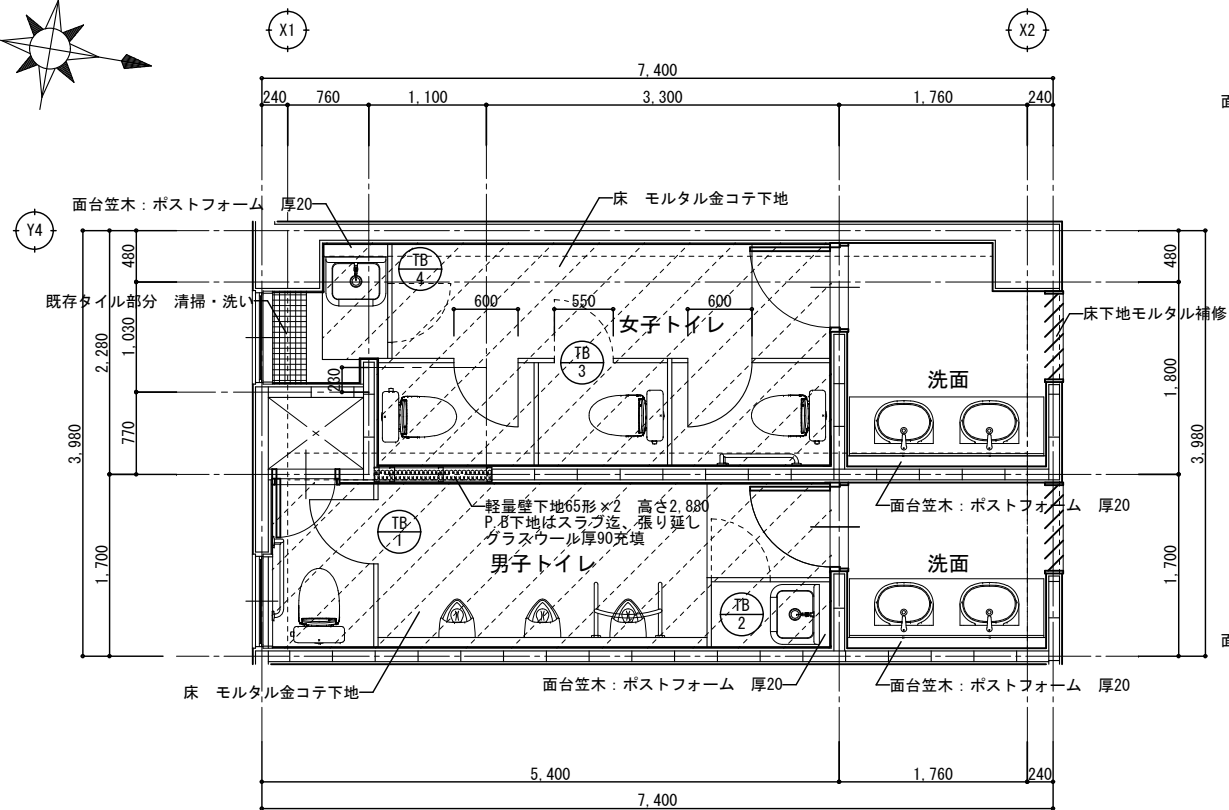 X1
X2
7,400
240
760
1,100
3,300
1,760
240
面台笠木：ポストフォーム　厚20
床　モルタル金コテ下地
面
Y4
480
480
TB
4
既存タイル部分　清掃・洗い
600
550
600
床下地モルタル補修
女子トイレ
2,280
1,030
TB
3
230
洗面
1,800
3,980
770
3,980
軽量壁下地65形×2　高さ2,880
P.B下地はスラブ迄、張り延し
グラスウール厚90充填
面台笠木：ポストフォーム　厚20
TB
1
男子トイレ
洗面
1,700
1,700
TB
2
面
床　モルタル金コテ下地
面台笠木：ポストフォーム　厚20
面台笠木：ポストフォーム　厚20
5,400
1,760
240
7,400